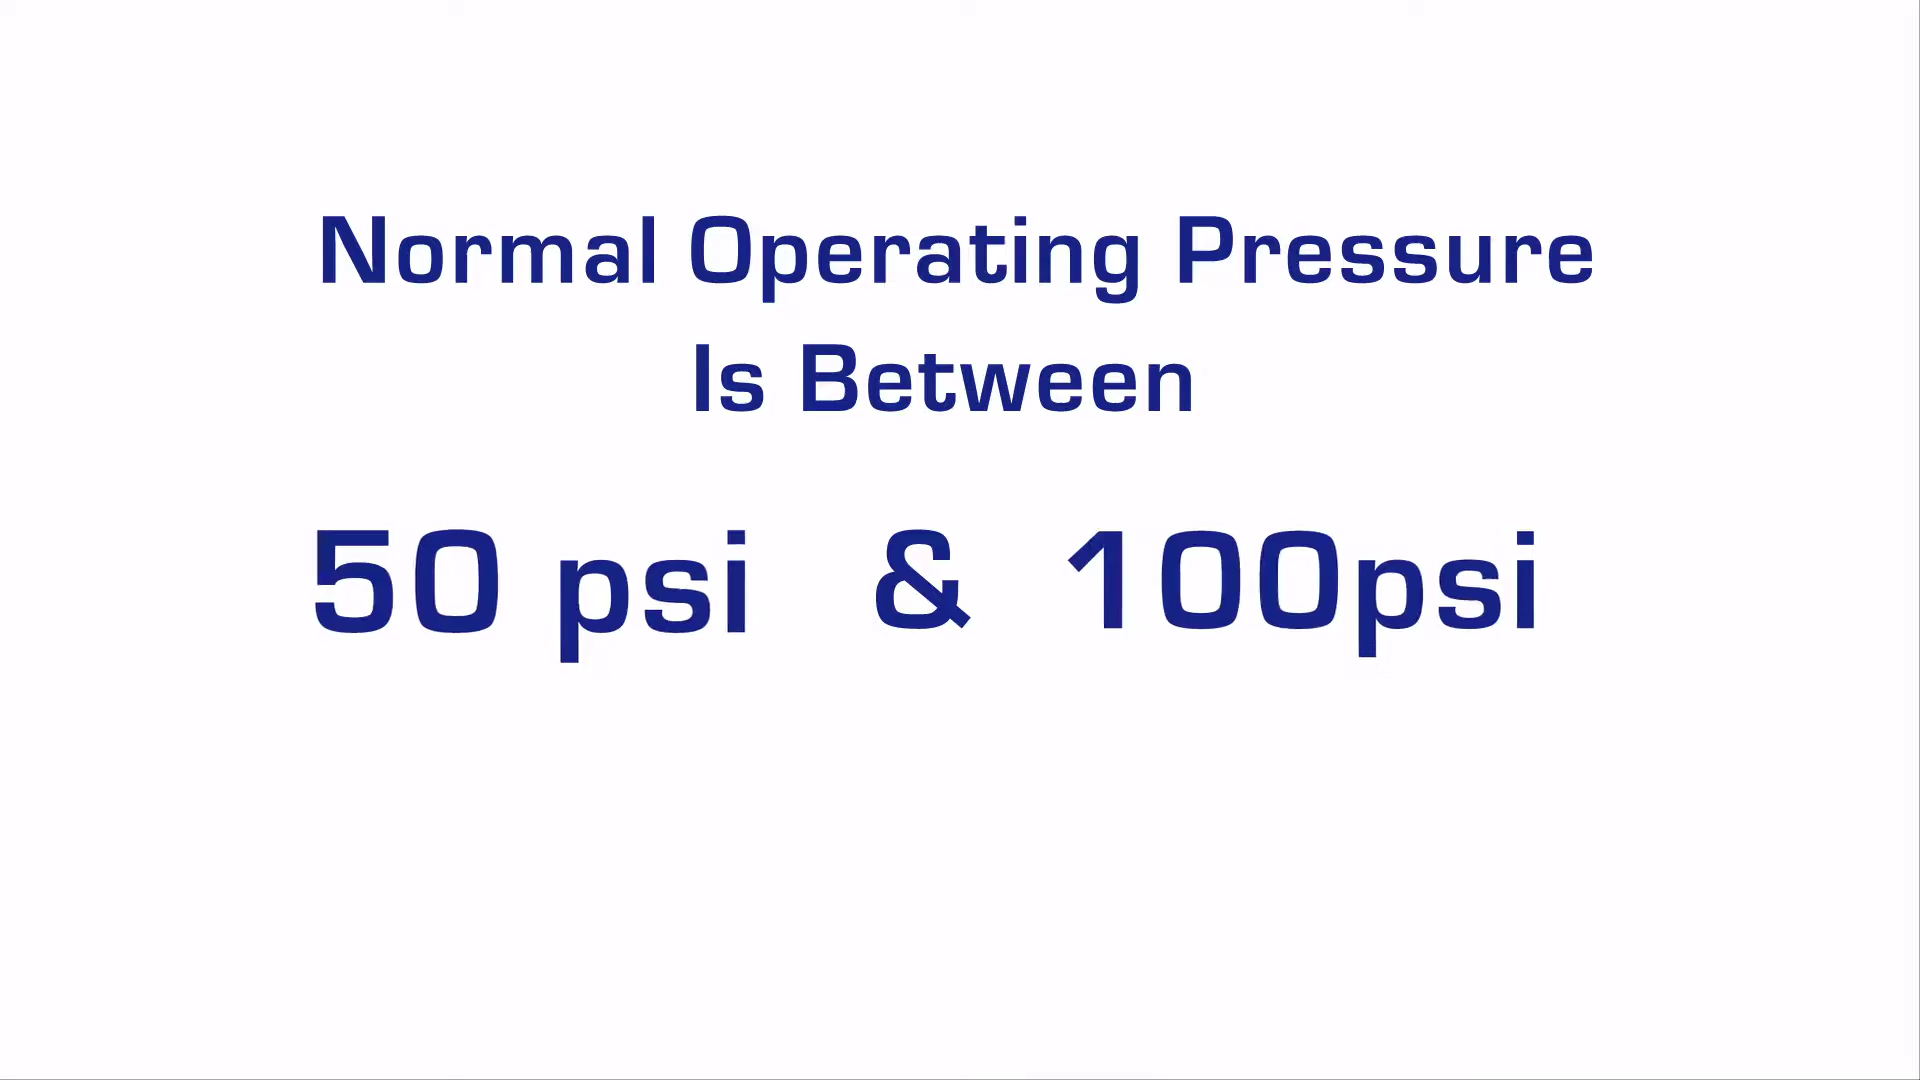 Normal Operating Pressure
Is Between
50 psi & 100psi